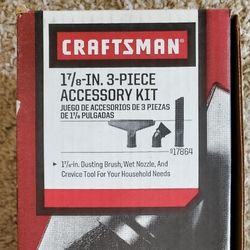 CRAFTSMAN®
1⅞-IN. 3-PIECE
ACCESSORY KIT
JUEGO DE ACCESORIOS DE 3 PIEZAS
DE 1⅞ PULGADAS
17864
1⅞-in. Dusting Brush, Wet Nozzle, And
Crevice Tool For Your Household Needs